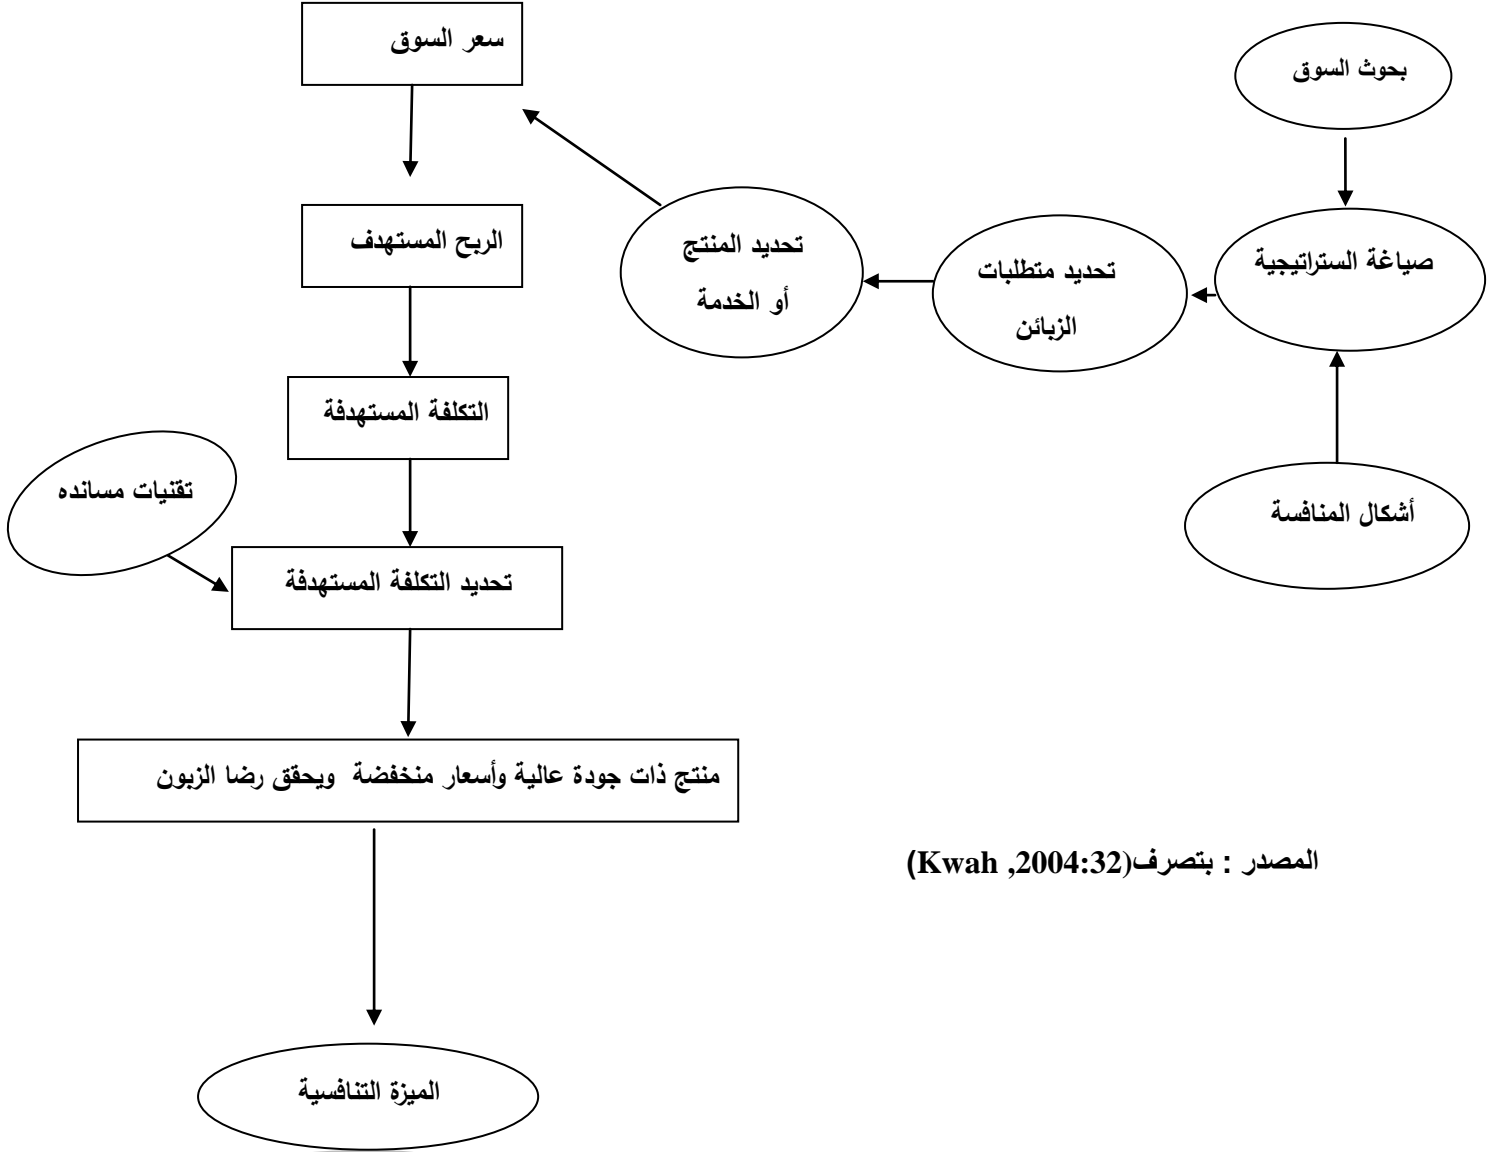 سعر السوق
بحوث السوق
الربح المستهدف
تحديد المنتج
أو الخدمة
تحديد متطلبات
الزبائن
صياغة الستراتيجية
التكلفة المستهدفة
تقنيات مسانده
أشكال المنافسة
تحديد التكلفة المستهدفة
منتج ذات جودة عالية وأسعار منخفضة ويحقق رضا الزبون
المصدر : بتصرف(Kwah ,2004:32)
الميزة التنافسية